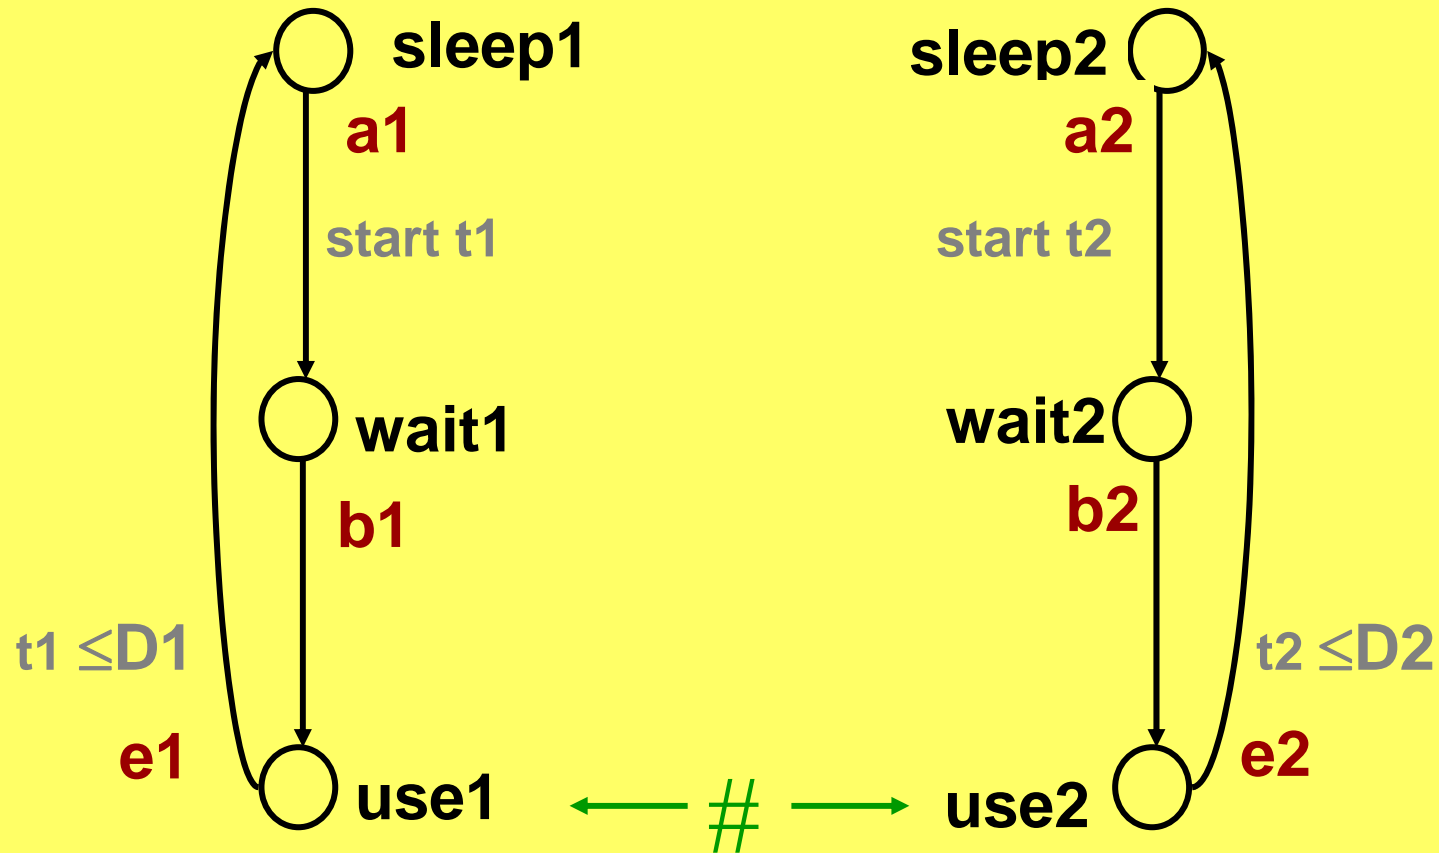 sleep1
sleep2
a1
a2
start t1
start t2
wait1
wait2
b1
b2
t1 ≤D1
t2 ≤D2
e1
e2
use1
#
use2